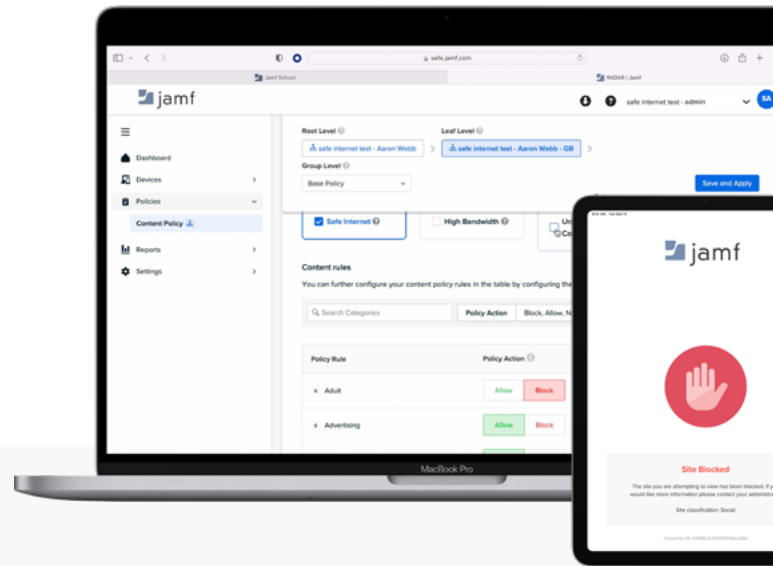 safe.jamf.com
Jamf School
RADAR | Jamf
jamf
safe internet test - admin
SA
Root Level
Leaf Level
safe internet test - Aaron Webb
safe internet test - Aaron Webb - GB
Group Level
Base Policy
Save and Apply
Dashboard
Devices
Policies
Content Policy
Reports
Settings
Safe Internet
High Bandwidth
Content rules
You can further configure your content policy rules in the table by configuring the
Search Categories
Policy Action
Block, Allow,
Policy Rule
Policy Action
Adult
Allow
Block
Advertising
Allow
Block
MacBook Pro
jamf
Site Blocked
The site you are attempting to view has been blocked. If
would like more information please contact your
Site classification: Social